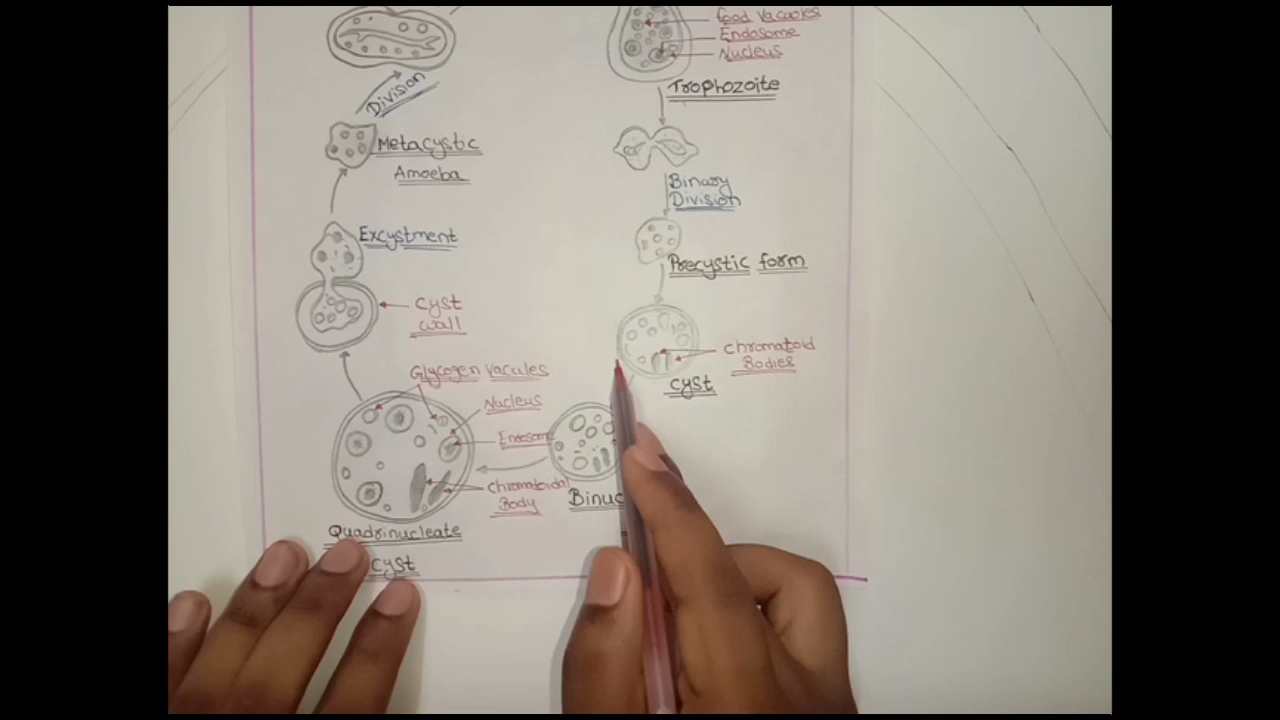 Food Vacuoles
Endosome
Nucleus
Trophozoite
Division
Metacystic
Amoeba
Binary
Division
Excystment
Precystic form
Cyst
wall
Chromatoid
Bodies
Cyst
Glycogen vacules
Nucleus
Endosome
Chromatoidal
Body
Binuc
Quadrinucleate
Cyst